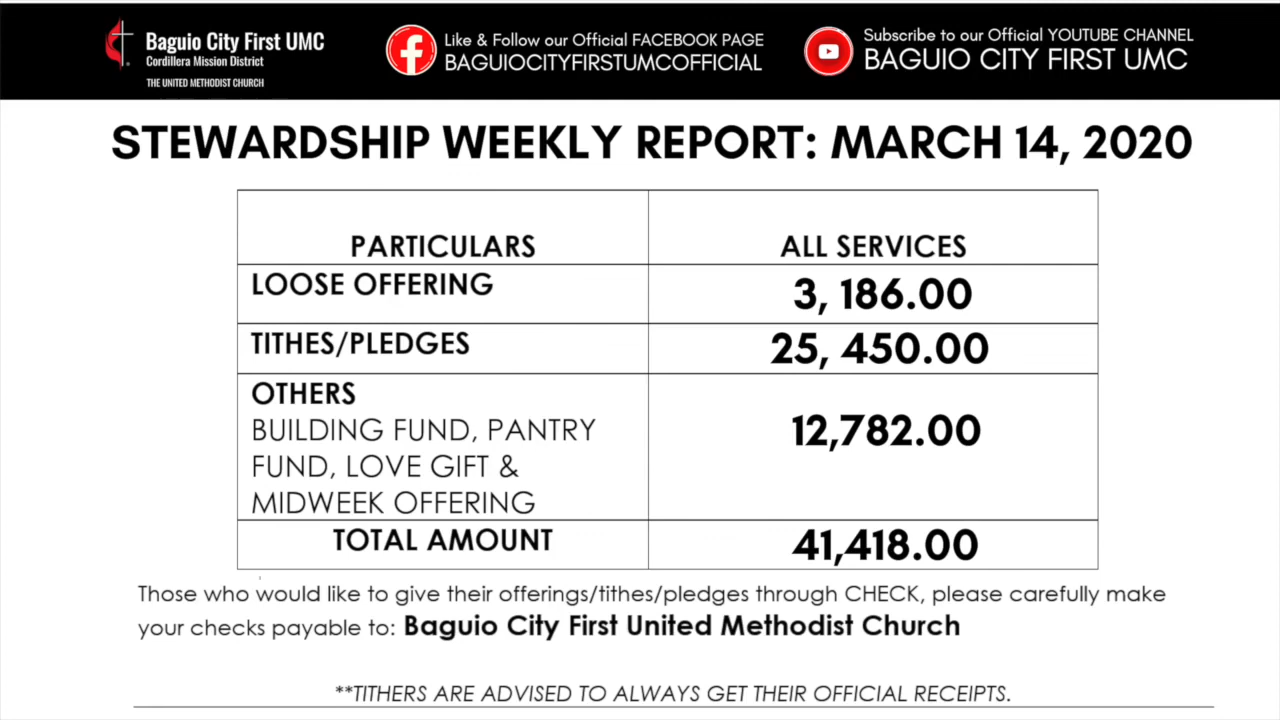 Baguio City First UMC
Cordillera Mission District
THE UNITED METHODIST CHURCH
Like & Follow our Official FACEBOOK PAGE
BAGUIOCITYFIRSTUMCOFFICIAL
Subscribe to our Official YOUTUBE CHANNEL
BAGUIO CITY FIRST UMC
STEWARDSHIP WEEKLY REPORT: MARCH 14, 2020
PARTICULARS ALL SERVICES
LOOSE OFFERING 3, 186.00
TITHES/PLEDGES 25, 450.00
OTHERS
BUILDING FUND, PANTRY 12,782.00
FUND, LOVE GIFT &
MIDWEEK OFFERING
TOTAL AMOUNT 41,418.00
Those who would like to give their offerings/tithes/pledges through CHECK, please carefully make
your checks payable to: Baguio City First United Methodist Church
**TITHERS ARE ADVISED TO ALWAYS GET THEIR OFFICIAL RECEIPTS.